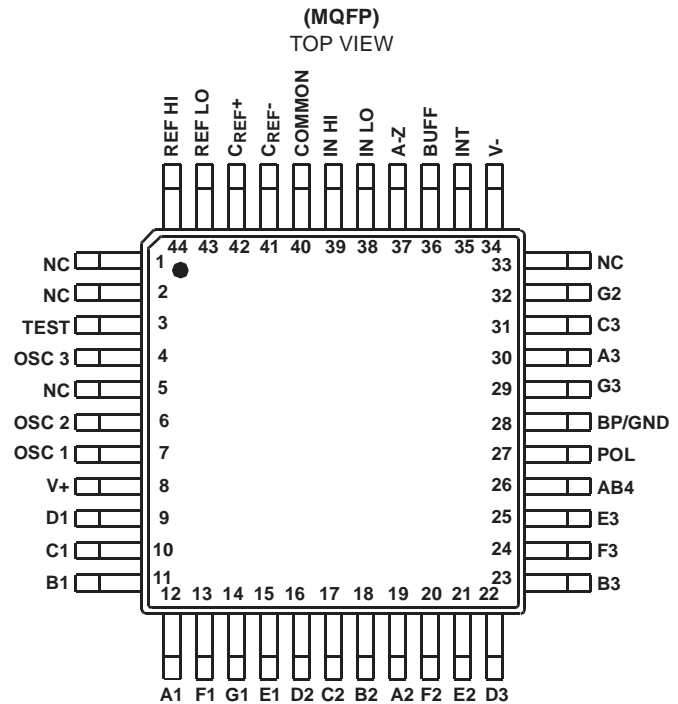 (MQFP)
TOP VIEW
REF HI
REF LO
CREF+
CREF-
COMMON
IN HI
IN LO
A-Z
BUFF
INT
V-
44 43 42 41 40 39 38 37 36 35 34
NC 1 33 NC
NC 2 32 G2
TEST 3 31 C3
OSC 3 4 30 A3
NC 5 29 G3
OSC 2 6 28 BP/GND
OSC 1 7 27 POL
V+ 8 26 AB4
D1 9 25 E3
C1 10 24 F3
B1 11 23 B3
12 13 14 15 16 17 18 19 20 21 22
A1 F1 G1 E1 D2 C2 B2 A2 F2 E2 D3